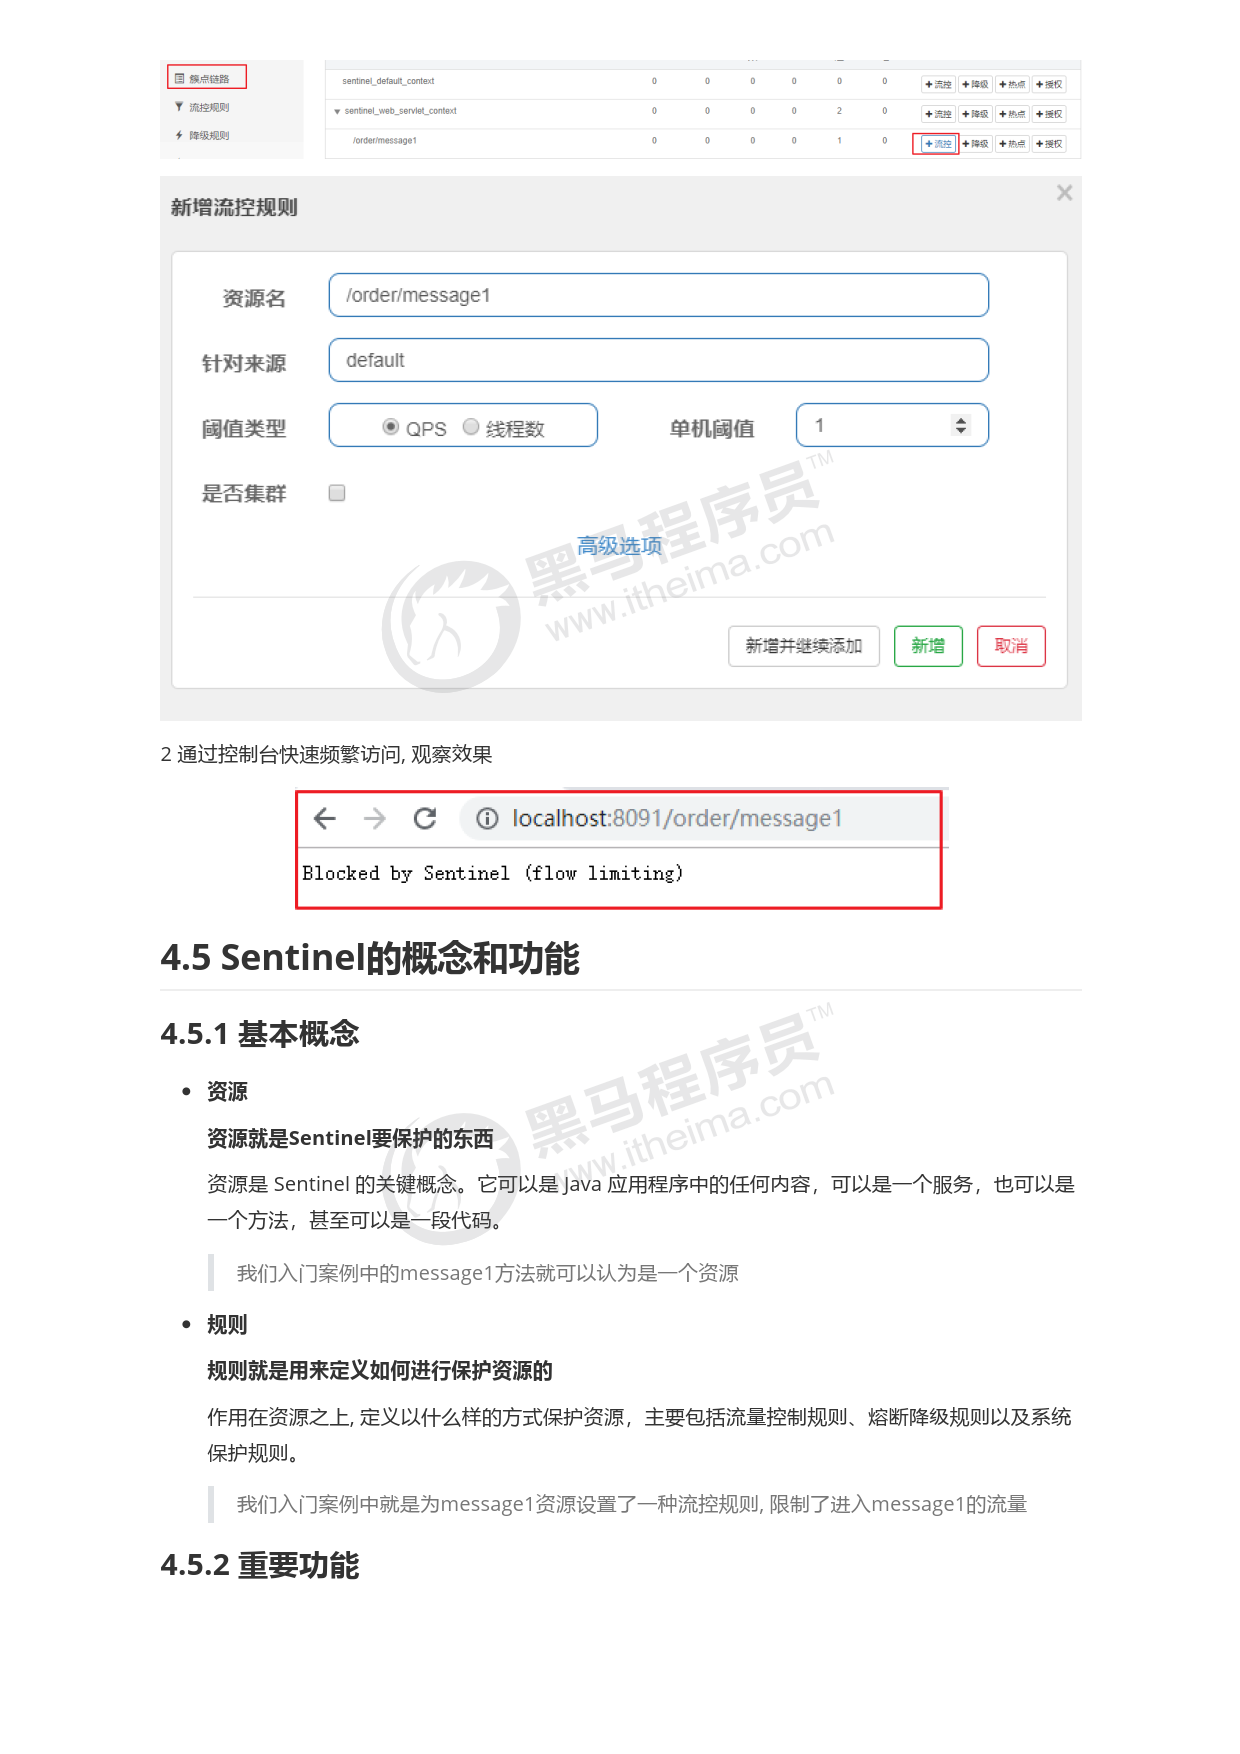 簇点链路
流控规则
降级规则
sentinel_default_context 0 0 0 0 0 0 +流控 +降级 +热点 +授权
sentinel_web_servlet_context 0 0 0 0 2 0 +流控 +降级 +热点 +授权
/order/message1 0 0 0 0 1 0 +流控 +降级 +热点 +授权
新增流控规则 ×
资源名 /order/message1
针对来源 default
阈值类型 QPS 线程数 单机阈值 1
是否集群
高级选项
新增并继续添加 新增 取消
黑马程序员™
www.itheima.com
2 通过控制台快速频繁访问, 观察效果
localhost:8091/order/message1
Blocked by Sentinel (flow limiting)
4.5 Sentinel的概念和功能
4.5.1 基本概念
黑马程序员™
www.itheima.com
• 资源
资源就是Sentinel要保护的东西
资源是 Sentinel 的关键概念。它可以是 Java 应用程序中的任何内容，可以是一个服务，也可以是
一个方法，甚至可以是一段代码。
我们入门案例中的message1方法就可以认为是一个资源
• 规则
规则就是用来定义如何进行保护资源的
作用在资源之上, 定义以什么样的方式保护资源，主要包括流量控制规则、熔断降级规则以及系统
保护规则。
我们入门案例中就是为message1资源设置了一种流控规则, 限制了进入message1的流量
4.5.2 重要功能